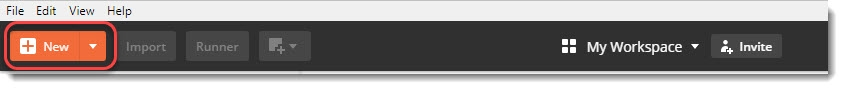 File Edit View Help
New Import Runner My Workspace Invite